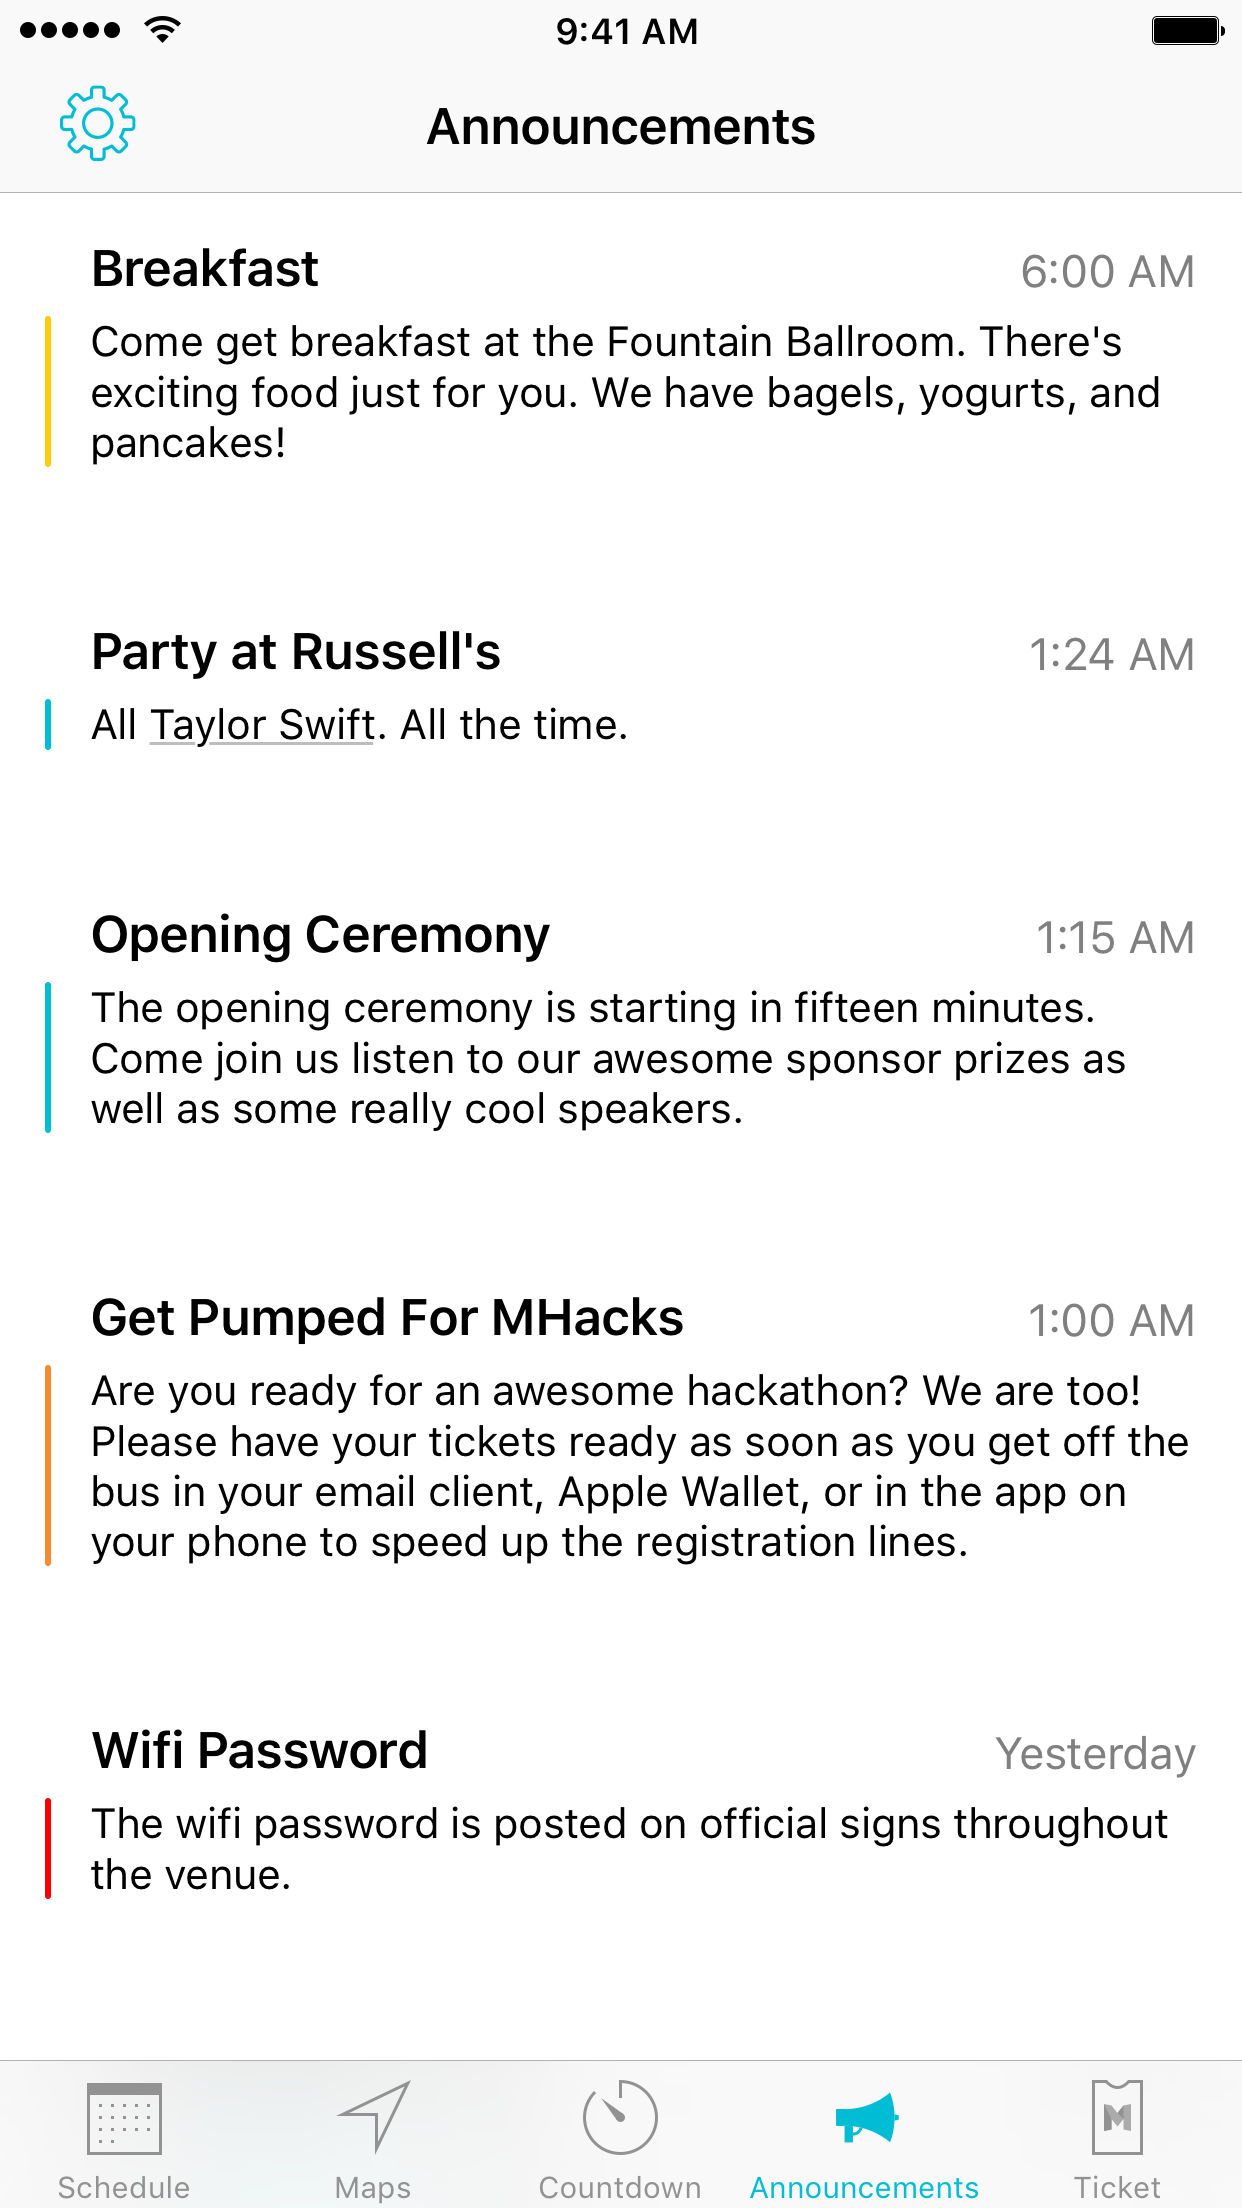 9:41 AM
Announcements
Breakfast 6:00 AM
Come get breakfast at the Fountain Ballroom. There's
exciting food just for you. We have bagels, yogurts, and
pancakes!
Party at Russell's 1:24 AM
All Taylor Swift. All the time.
Opening Ceremony 1:15 AM
The opening ceremony is starting in fifteen minutes.
Come join us listen to our awesome sponsor prizes as
well as some really cool speakers.
Get Pumped For MHacks 1:00 AM
Are you ready for an awesome hackathon? We are too!
Please have your tickets ready as soon as you get off the
bus in your email client, Apple Wallet, or in the app on
your phone to speed up the registration lines.
Wifi Password Yesterday
The wifi password is posted on official signs throughout
the venue.
M
Schedule Maps Countdown Announcements Ticket